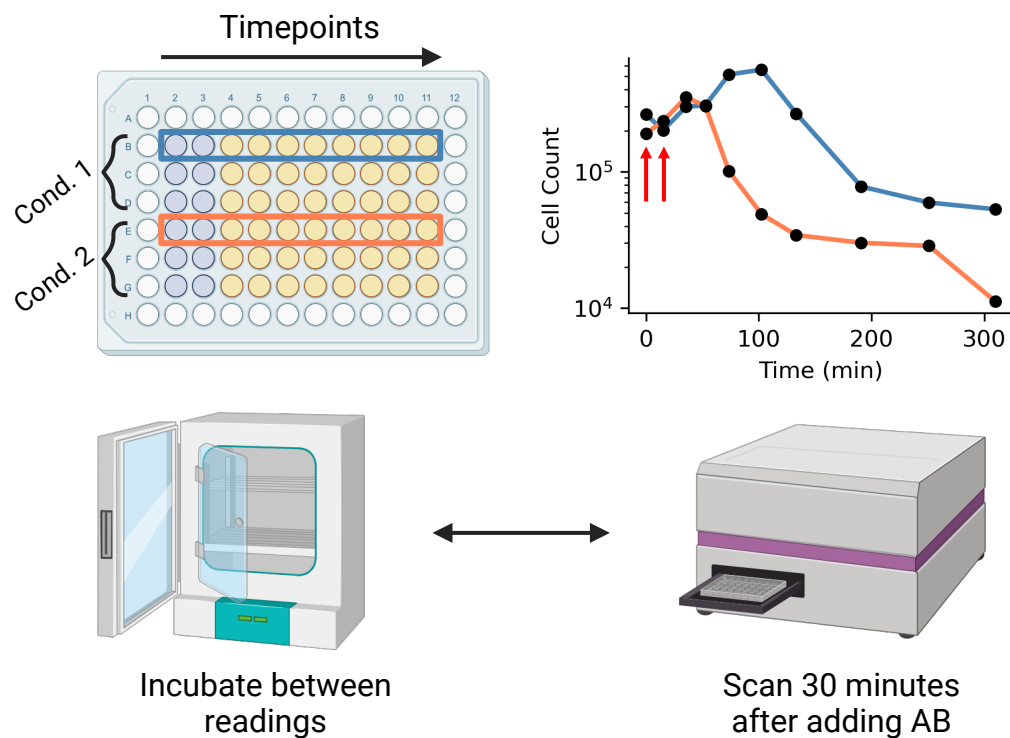 Timepoints
1 2 3 4 5 6 7 8 9 10 11 12
A
B
C
D
E
F
G
H
Cond. 1
Cond. 2
Cell Count
10^5
10^4
0 100 200 300
Time (min)
Incubate between
readings
Scan 30 minutes
after adding AB